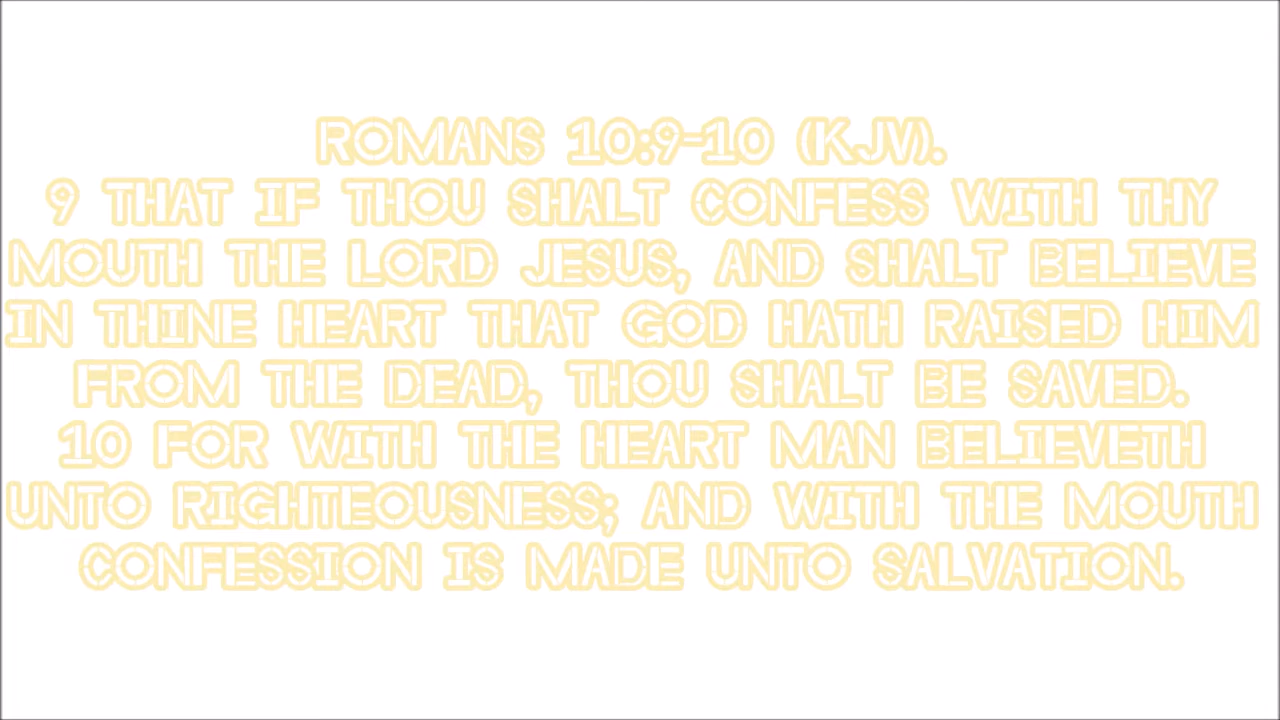 ROMANS 10:9-10 (KJV).
9 THAT IF THOU SHALT CONFESS WITH THY
MOUTH THE LORD JESUS, AND SHALT BELIEVE
IN THINE HEART THAT GOD HATH RAISED HIM
FROM THE DEAD, THOU SHALT BE SAVED.
10 FOR WITH THE HEART MAN BELIEVETH
UNTO RIGHTEOUSNESS; AND WITH THE MOUTH
CONFESSION IS MADE UNTO SALVATION.